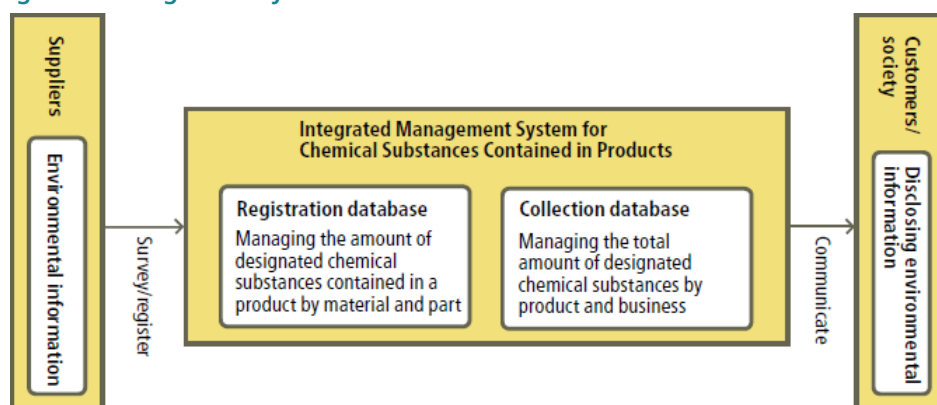 Suppliers
Environmental information
Survey/register
Integrated Management System for
Chemical Substances Contained in Products
Registration database
Managing the amount of
designated chemical
substances contained in a
product by material and part
Collection database
Managing the total
amount of designated
chemical substances by
product and business
Communicate
Customers/
society
Disclosing environmental
information